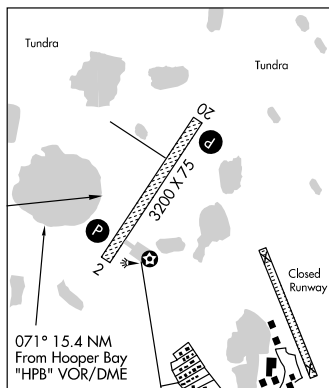 Tundra
Tundra
20
P
3200 X 75
P
2
Closed
Runway
071° 15.4 NM
From Hooper Bay
"HPB" VOR/DME